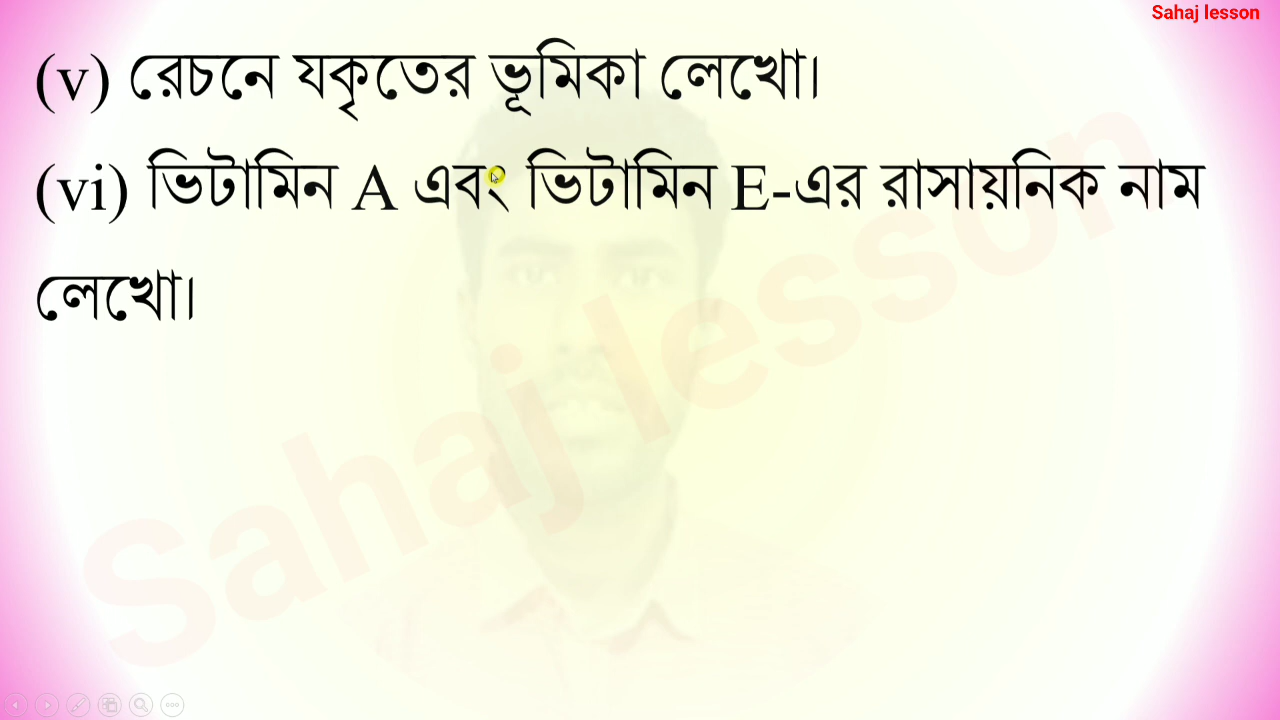 Sahaj lesson
(v) রেচনে যকৃতের ভূমিকা লেখো।
(vi) ভিটামিন A এবং ভিটামিন E-এর রাসায়নিক নাম
লেখো।
Sahaj lesson